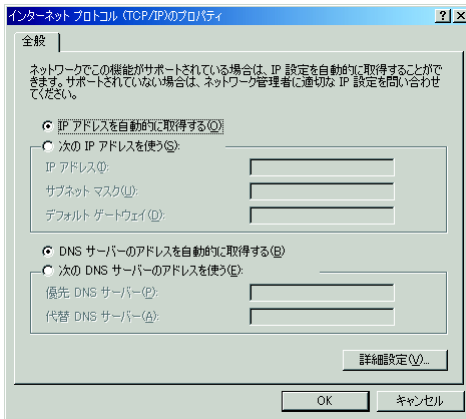 インターネット プロトコル (TCP/IP)のプロパティ
? ×
全般
ネットワークでこの機能がサポートされている場合は、IP 設定を自動的に取得することがで
きます。サポートされていない場合は、ネットワーク管理者に適切な IP 設定を問い合わせ
てください。
IP アドレスを自動的に取得する(O)
次の IP アドレスを使う(S):
IP アドレス(I):
サブネット マスク(U):
デフォルト ゲートウェイ(D):
DNS サーバーのアドレスを自動的に取得する(B)
次の DNS サーバーのアドレスを使う(E):
優先 DNS サーバー(P):
代替 DNS サーバー(A):
詳細設定(V)...
OK
キャンセル